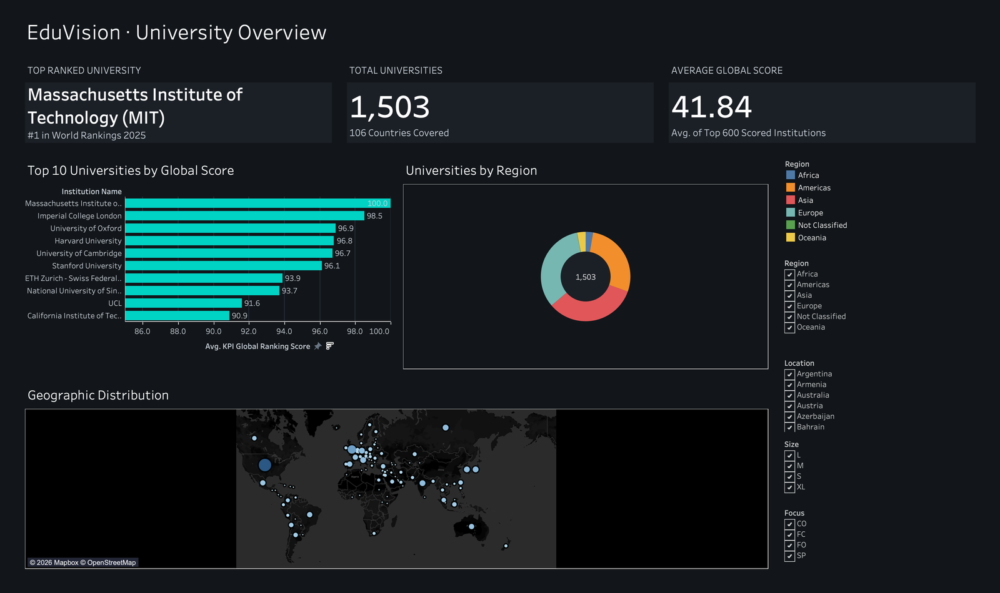 EduVision · University Overview
TOP RANKED UNIVERSITY
Massachusetts Institute of
Technology (MIT)
#1 in World Rankings 2025
TOTAL UNIVERSITIES
1,503
106 Countries Covered
AVERAGE GLOBAL SCORE
41.84
Avg. of Top 600 Scored Institutions
Top 10 Universities by Global Score
Institution Name
Massachusetts Institute o.. 100.0
Imperial College London 98.5
University of Oxford 96.9
Harvard University 96.8
University of Cambridge 96.7
Stanford University 96.1
ETH Zurich - Swiss Federal.. 93.9
National University of Sin.. 93.7
UCL 91.6
California Institute of Tec.. 90.9
86.0 88.0 90.0 92.0 94.0 96.0 98.0 100.0
Avg. KPI Global Ranking Score
Universities by Region
1,503
Region
Africa
Americas
Asia
Europe
Not Classified
Oceania
Region
Africa
Americas
Asia
Europe
Not Classified
Oceania
Location
Argentina
Armenia
Australia
Austria
Azerbaijan
Bahrain
Size
L
M
S
XL
Focus
CO
FC
FO
SP
Geographic Distribution
© 2026 Mapbox © OpenStreetMap